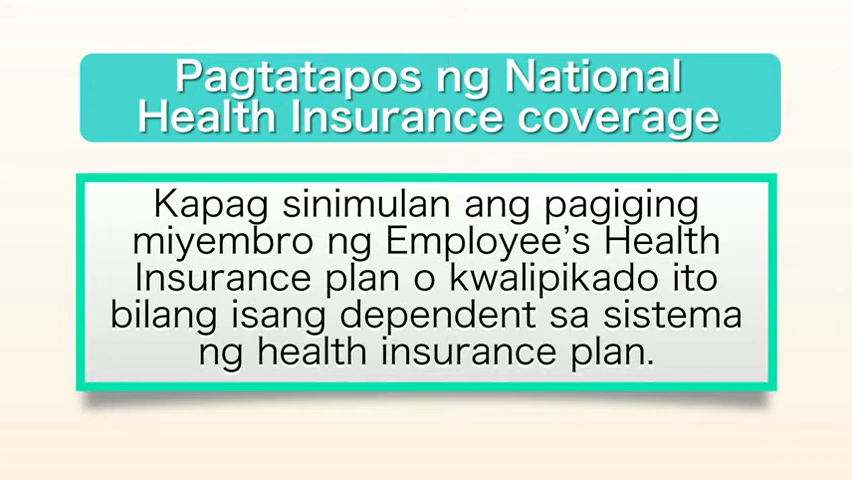 Pagtatapos ng National
Health Insurance coverage
Kapag sinimulan ang pagiging
miyembro ng Employee’s Health
Insurance plan o kwalipikado ito
bilang isang dependent sa sistema
ng health insurance plan.